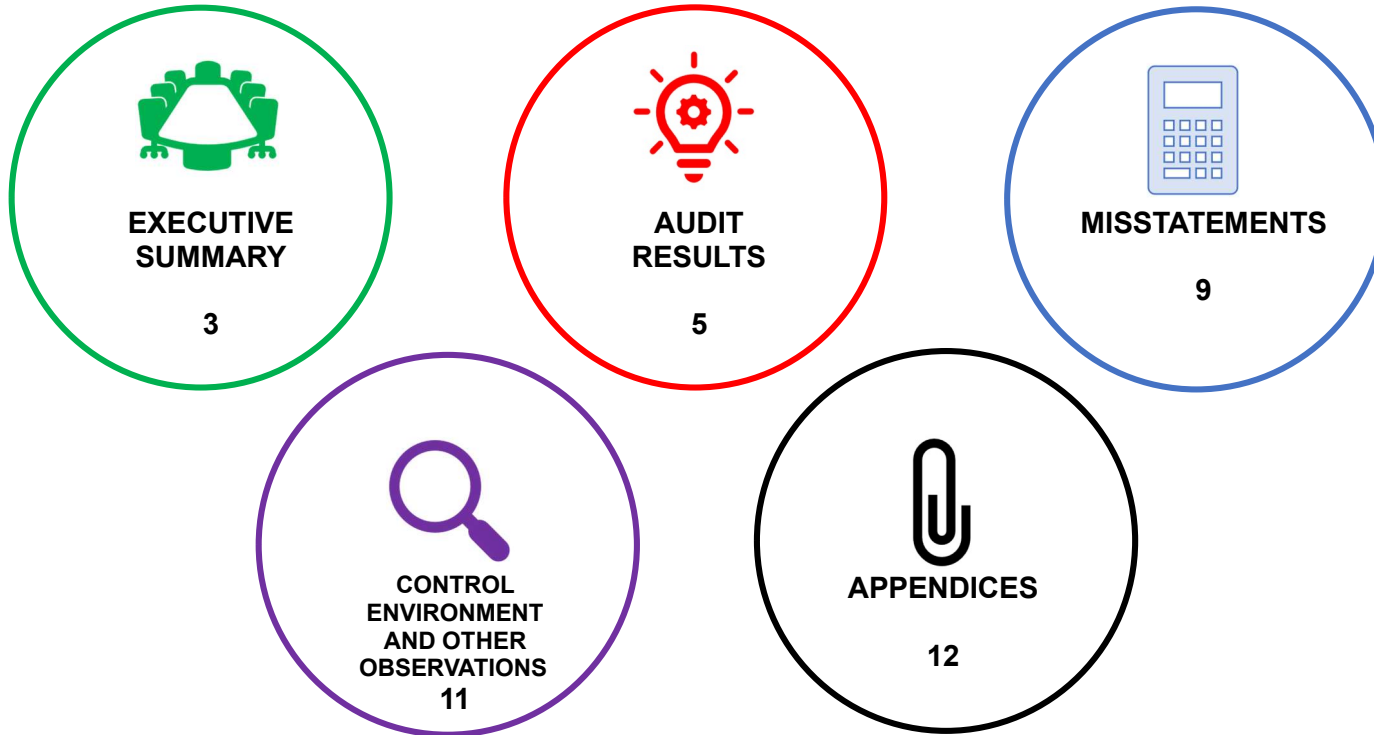 EXECUTIVE
SUMMARY
3
AUDIT
RESULTS
5
MISSTATEMENTS
9
CONTROL
ENVIRONMENT
AND OTHER
OBSERVATIONS
11
APPENDICES
12